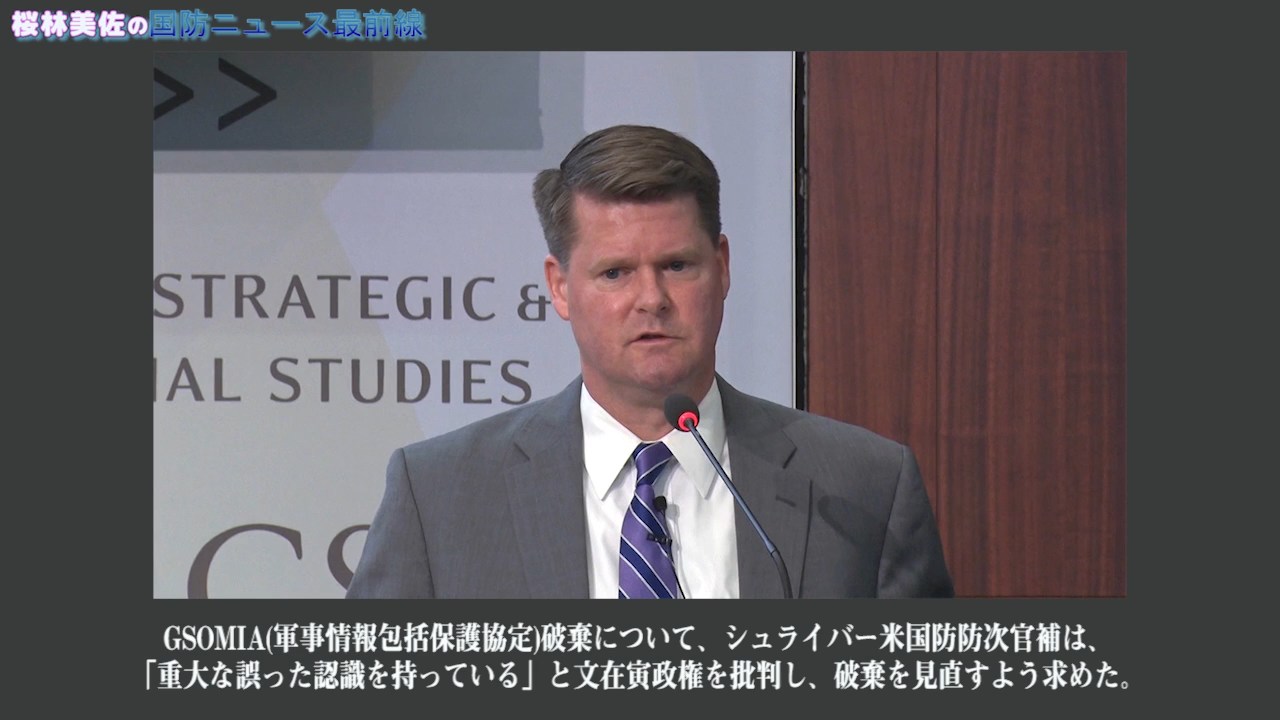 桜林美佐の国防ニュース最前線
>>
STRATEGIC &
IAL STUDIES
CS
GSOMIA(軍事情報包括保護協定)破棄について、シュライバー米国防防次官補は、
「重大な誤った認識を持っている」と文在寅政権を批判し、破棄を見直すよう求めた。